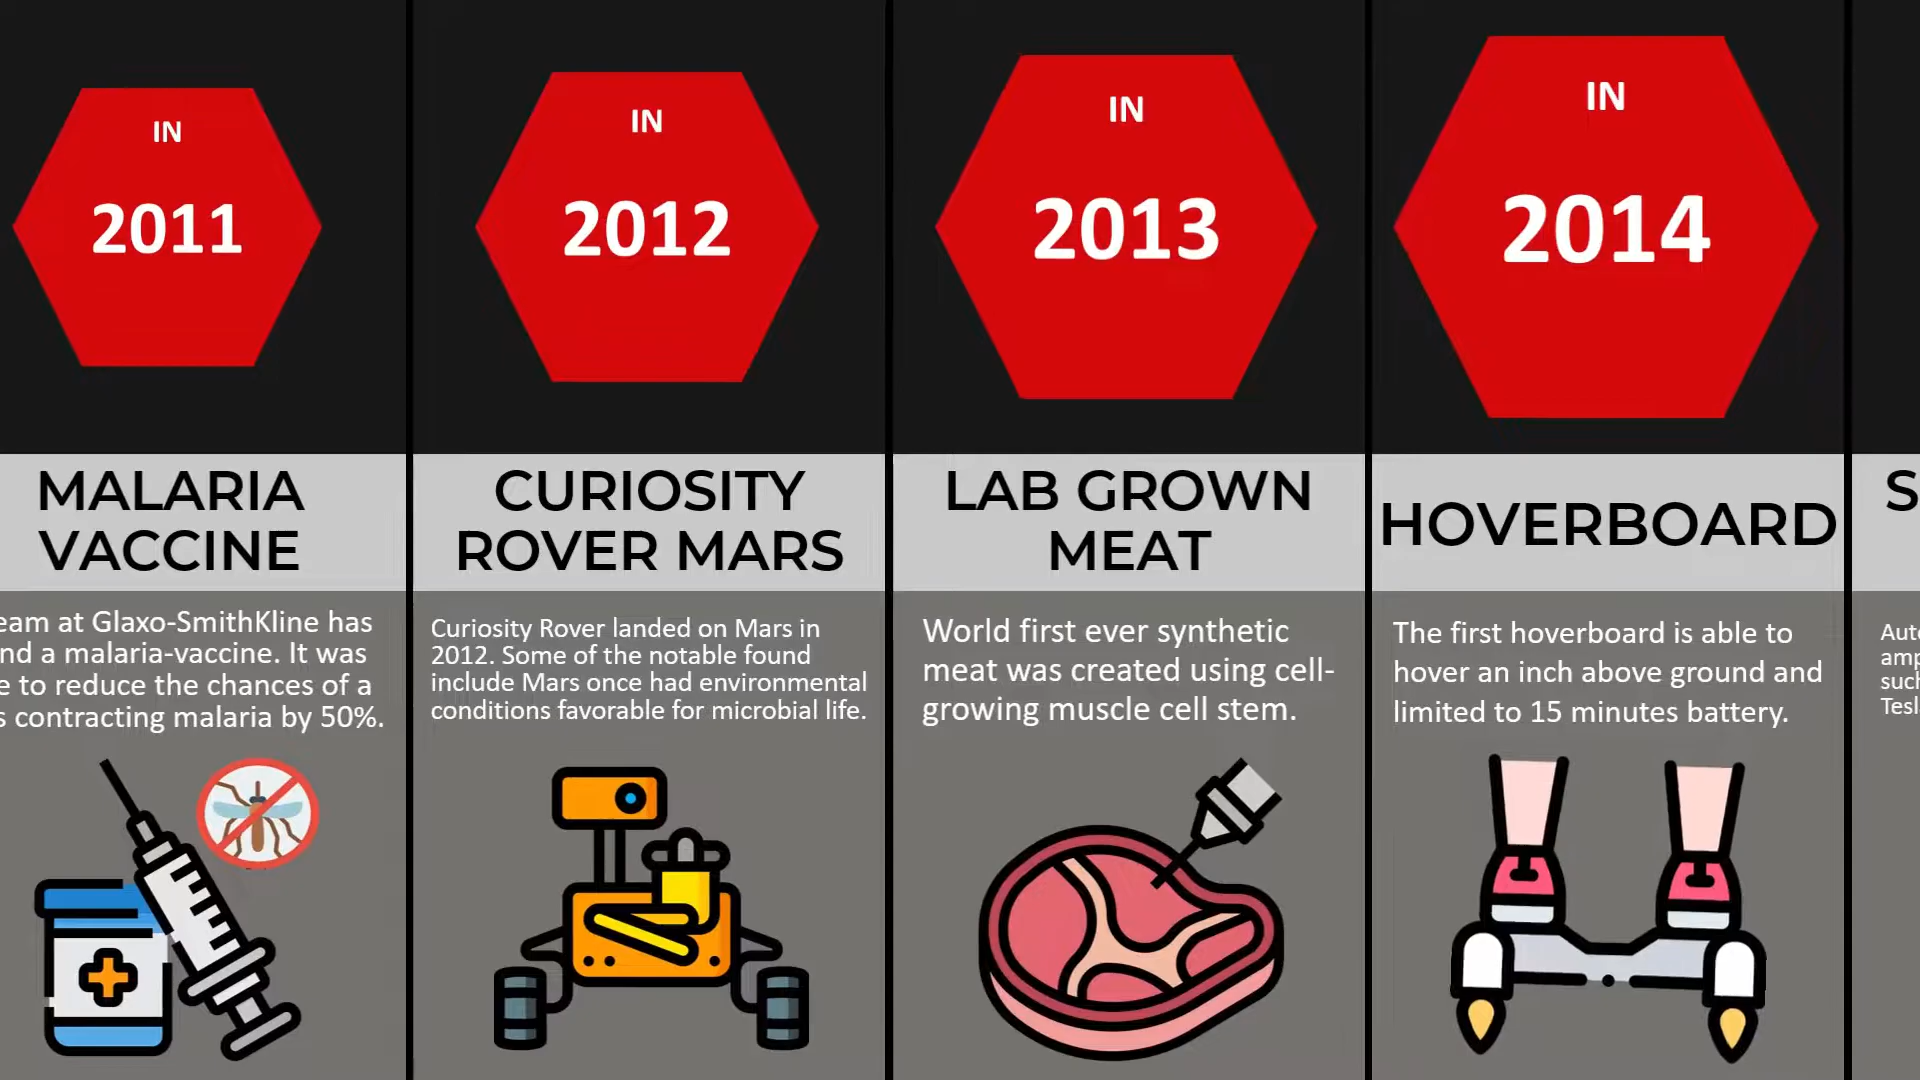 IN
2011
MALARIA
VACCINE
at Glaxo-SmithKline has
a malaria-vaccine. It was
to reduce the chances of a
contracting malaria by 50%.
IN
2012
CURIOSITY
ROVER MARS
Curiosity Rover landed on Mars in
2012. Some of the notable found
include Mars once had environmental
conditions favorable for microbial life.
IN
2013
LAB GROWN
MEAT
World first ever synthetic
meat was created using cell-
growing muscle cell stem.
IN
2014
HOVERBOARD
The first hoverboard is able to
hover an inch above ground and
limited to 15 minutes battery.